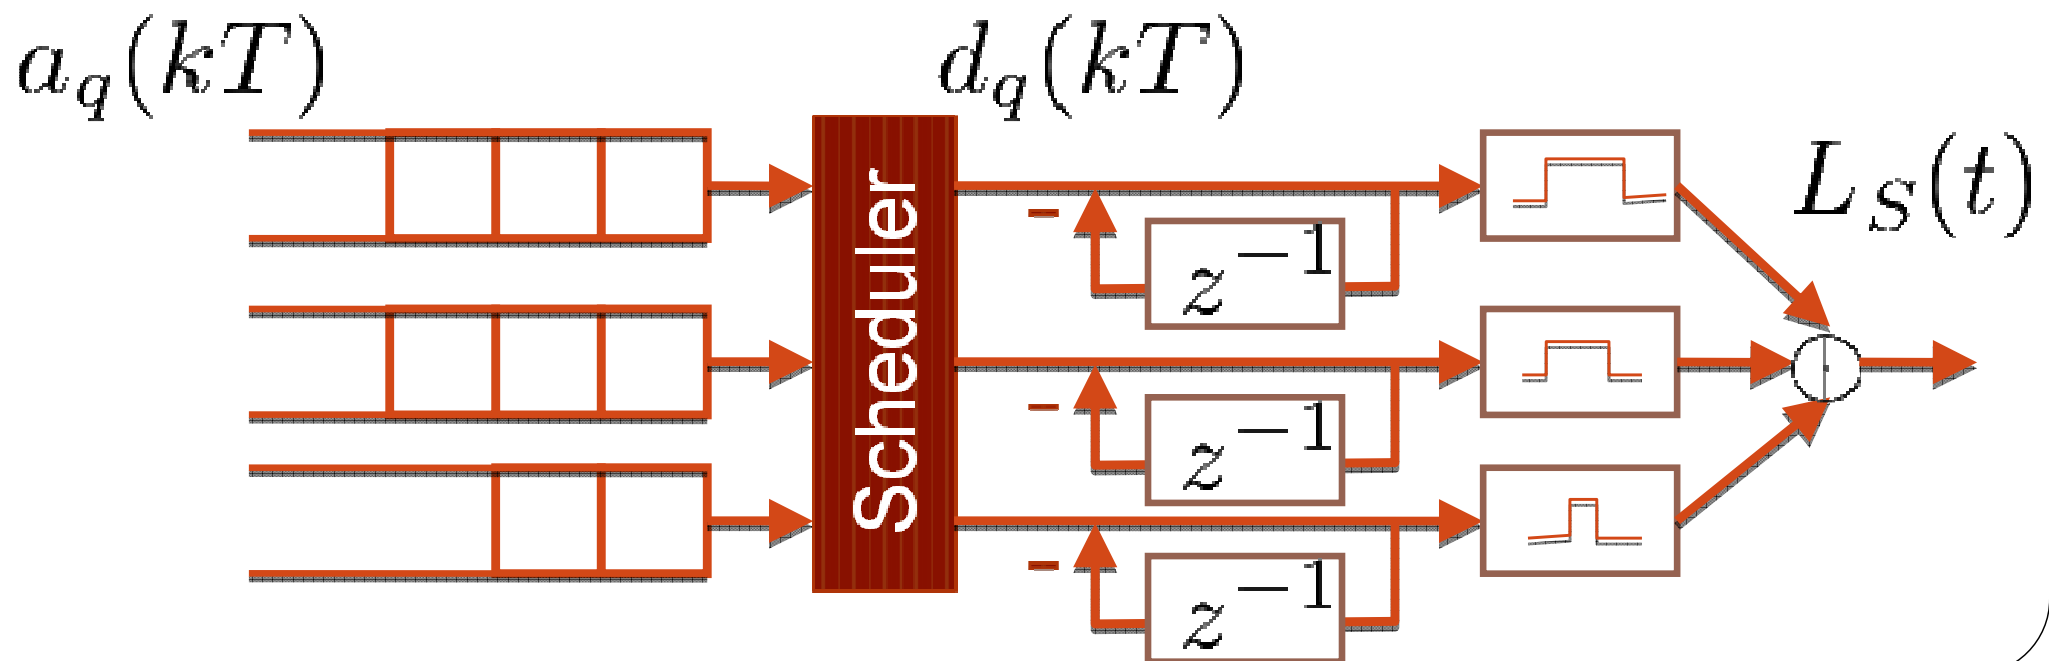 a_q(kT)
d_q(kT)
L_S(t)
Scheduler
-
z^{-1}
-
z^{-1}
-
z^{-1}